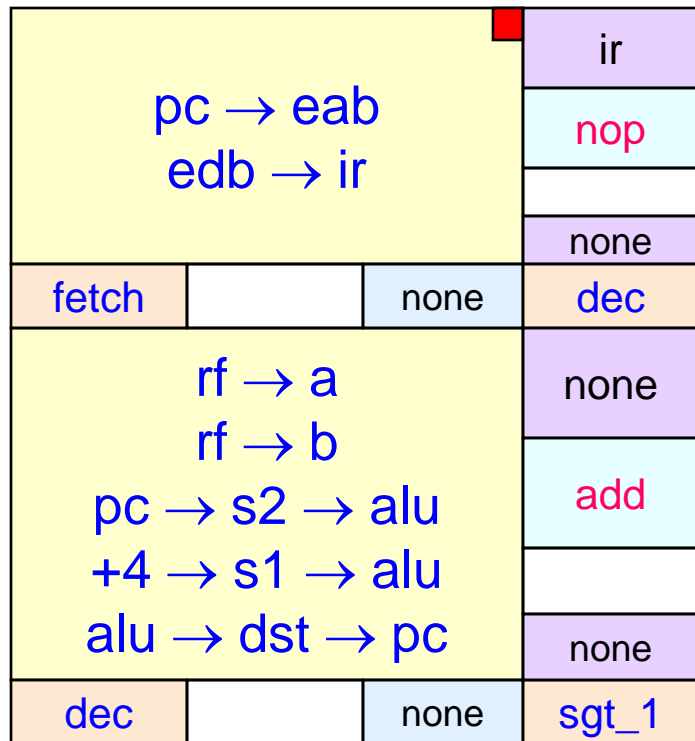 pc → eab
edb → ir
ir
nop
none
fetch
none
dec
rf → a
rf → b
pc → s2 → alu
+4 → s1 → alu
alu → dst → pc
none
add
none
dec
none
sgt_1